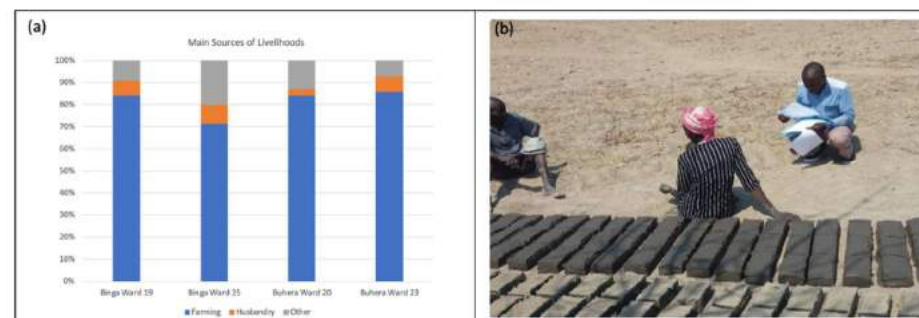 (a)
Main Sources of Livelihoods
100%
90%
80%
70%
60%
50%
40%
30%
20%
10%
0%
Binga Ward 19 Binga Ward 25 Buhera Ward 20 Buhera Ward 23
Farming Husbandry Other
(b)